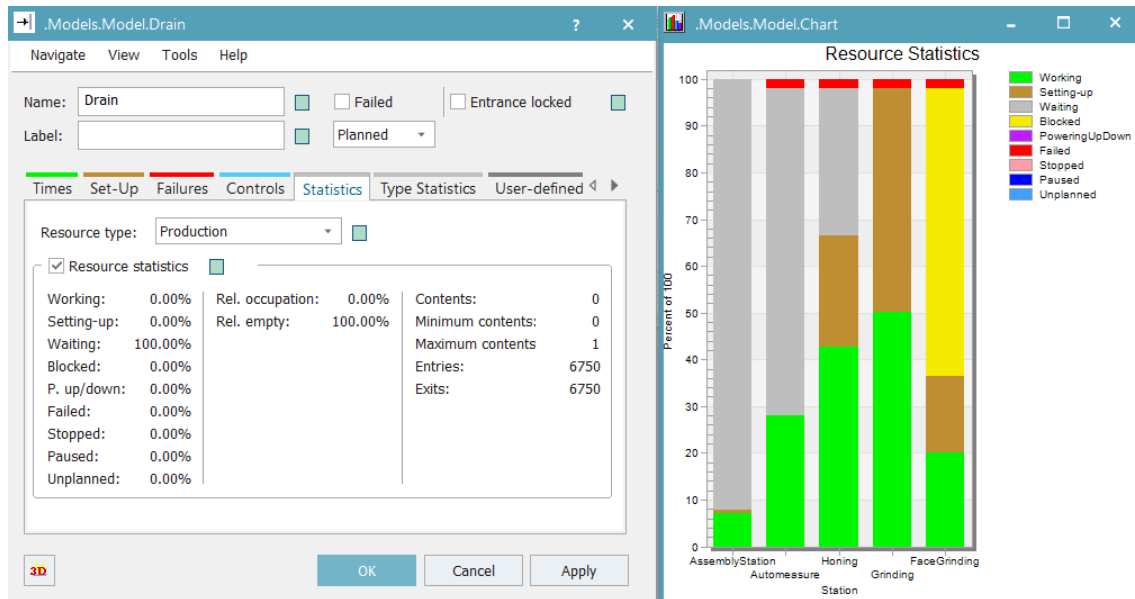 .Models.Model.Drain ? ×
Navigate View Tools Help
Name: Drain Failed Entrance locked
Label: Planned
Times Set-Up Failures Controls Statistics Type Statistics User-defined
Resource type: Production
Resource statistics
Working: 0.00% Rel. occupation: 0.00% Contents: 0
Setting-up: 0.00% Rel. empty: 100.00% Minimum contents: 0
Waiting: 100.00% Maximum contents 1
Blocked: 0.00% Entries: 6750
P. up/down: 0.00% Exits: 6750
Failed: 0.00%
Stopped: 0.00%
Paused: 0.00%
Unplanned: 0.00%
3D OK Cancel Apply
.Models.Model.Chart
Resource Statistics
100
90
80
70
60
50
40
30
20
10
0
Percent of 100
AssemblyStation Honing FaceGrinding
Automeasure Grinding
Station
Working
Setting-up
Waiting
Blocked
PoweringUpDown
Failed
Stopped
Paused
Unplanned